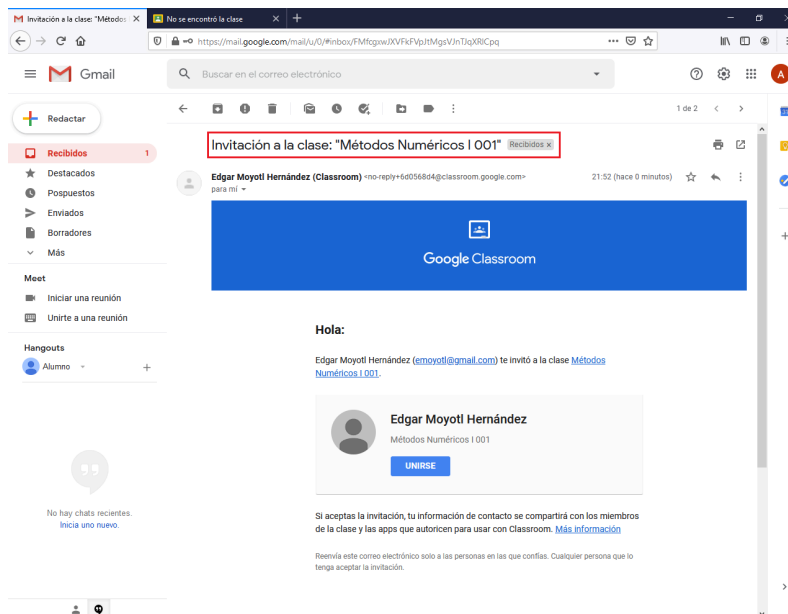 Invitación a la clase: "Métodos
No se encontró la clase
https://mail.google.com/mail/u/0/#inbox/FMfcgxwJXVFkFVpJtMgsVJnTJqXRlCpq
Gmail
Buscar en el correo electrónico
A
Redactar
1 de 2
Recibidos 1
Destacados
Pospuestos
Enviados
Borradores
Más
Meet
Iniciar una reunión
Unirte a una reunión
Hangouts
Alumno
No hay chats recientes.
Inicia uno nuevo.
Invitación a la clase: "Métodos Numéricos I 001" Recibidos x
Edgar Moyotl Hernández (Classroom) <no-reply+6d0568d4@classroom.google.com> 21:52 (hace 0 minutos)
para mí
Google Classroom
Hola:
Edgar Moyotl Hernández (emoyotl@gmail.com) te invitó a la clase Métodos
Numéricos I 001.
Edgar Moyotl Hernández
Métodos Numéricos I 001
UNIRSE
Si aceptas la invitación, tu información de contacto se compartirá con los miembros
de la clase y las apps que autoricen para usar con Classroom. Más información
Reenvía este correo electrónico solo a las personas en las que confías. Cualquier persona que lo
tenga aceptar la invitación.